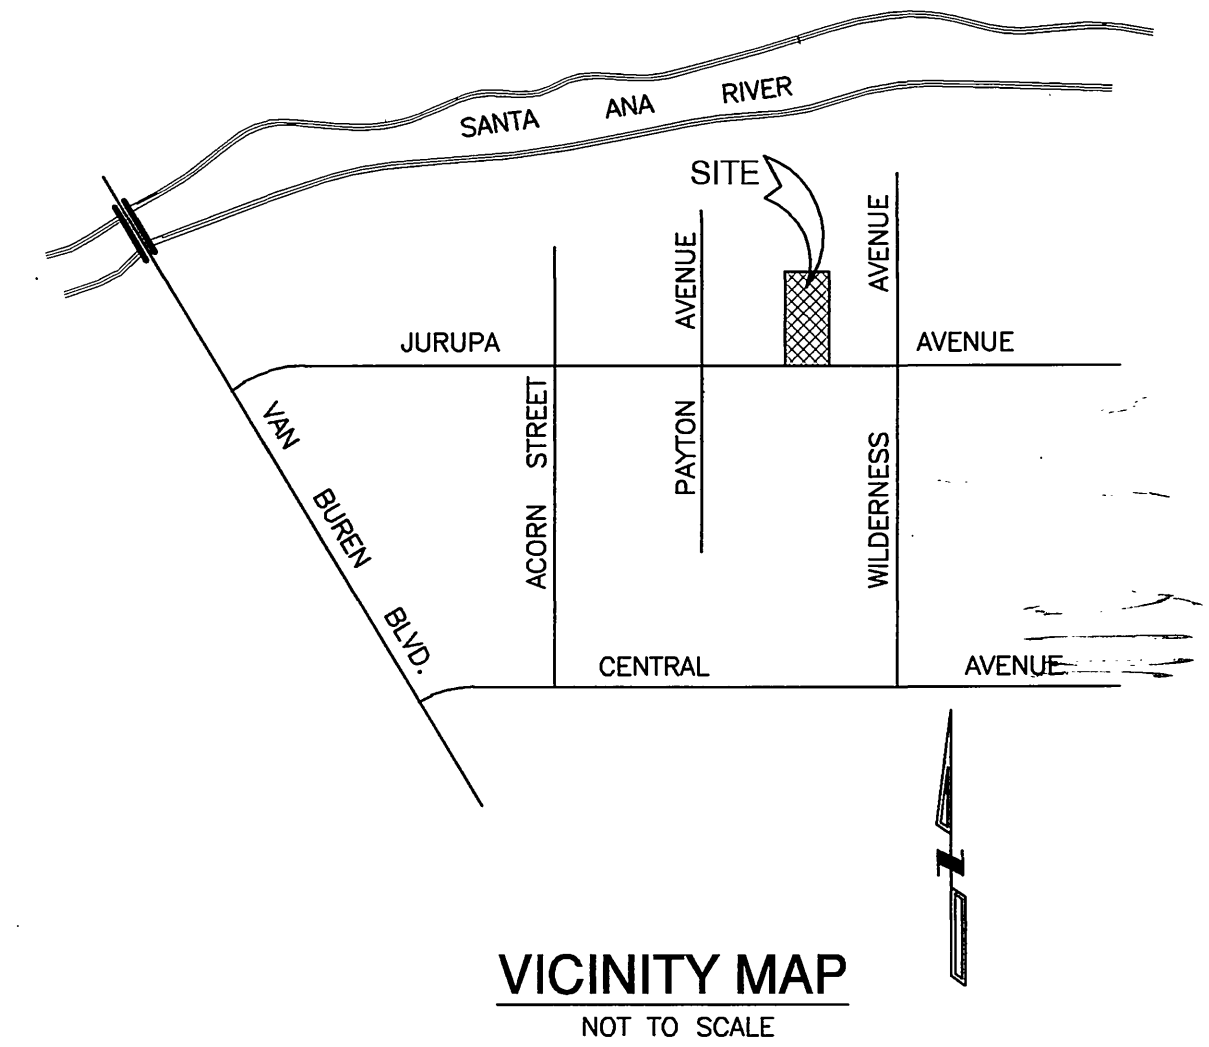 SANTA ANA RIVER
SITE
JURUPA AVENUE
VAN BUREN BLVD.
ACORN STREET
PAYTON AVENUE
WILDERNESS AVENUE
CENTRAL AVENUE
N
VICINITY MAP
NOT TO SCALE